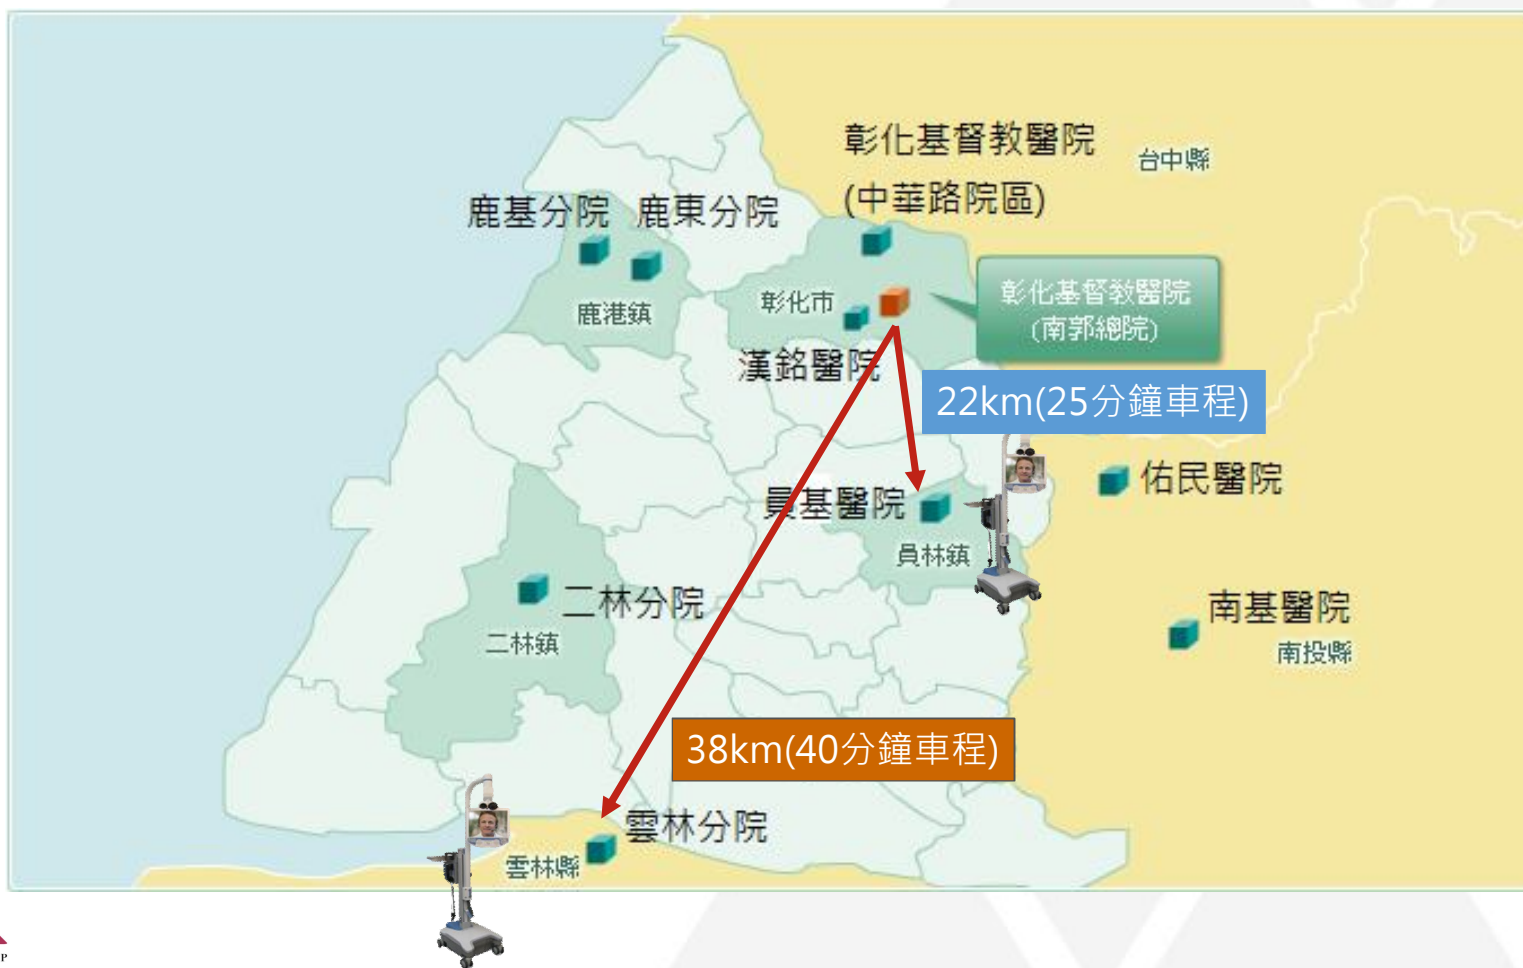 彰化基督教醫院
(中華路院區)
台中縣
鹿基分院
鹿東分院
鹿港鎮
彰化市
彰化基督教醫院
(南郭總院)
漢銘醫院
22km(25分鐘車程)
員基醫院
佑民醫院
員林鎮
二林分院
二林鎮
南基醫院
南投縣
38km(40分鐘車程)
雲林分院
雲林縣
P